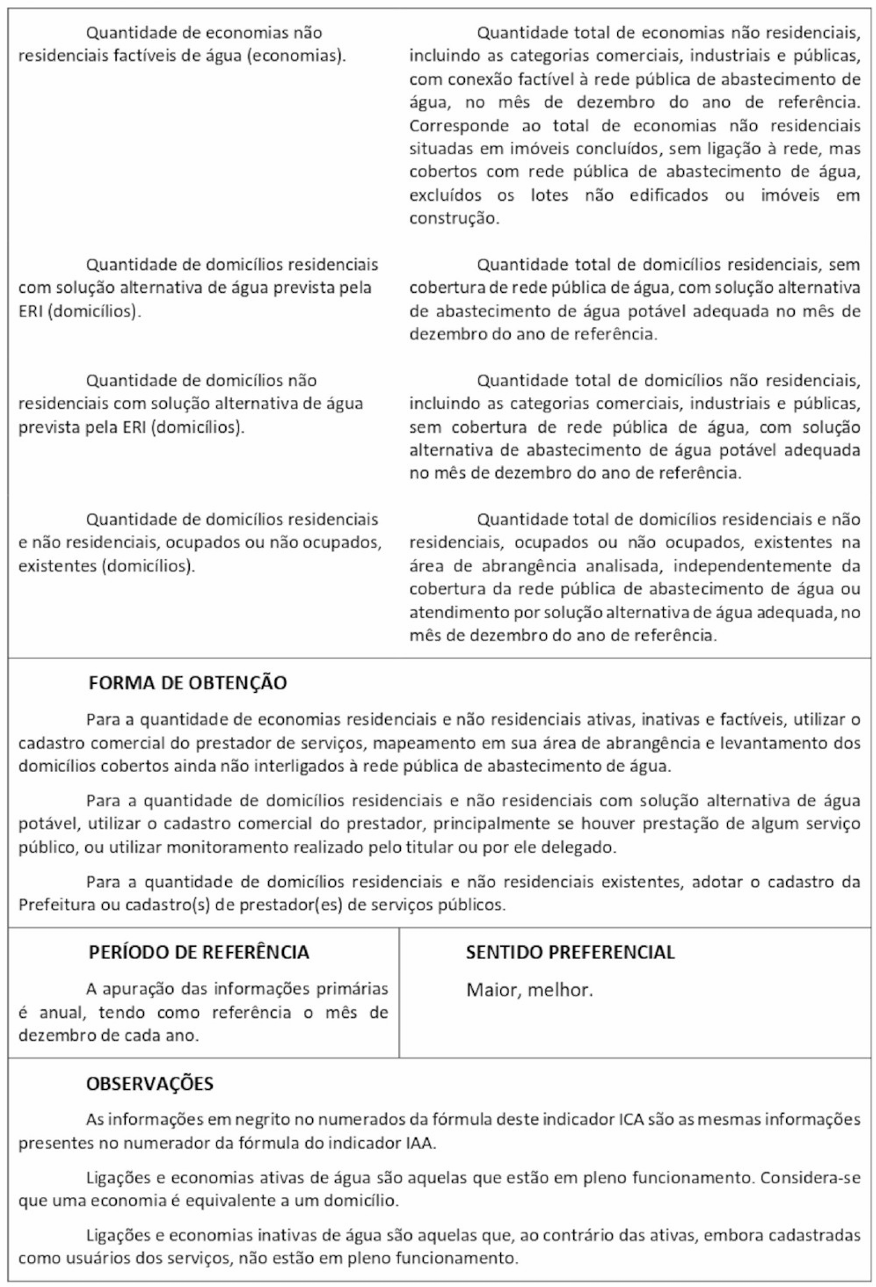 Quantidade de economias não
residenciais factíveis de água (economias).
Quantidade total de economias não residenciais,
incluindo as categorias comerciais, industriais e públicas,
com conexão factível à rede pública de abastecimento de
água, no mês de dezembro do ano de referência.
Corresponde ao total de economias não residenciais
situadas em imóveis concluídos, sem ligação à rede, mas
cobertos com rede pública de abastecimento de água,
excluídos os lotes não edificados ou imóveis em
construção.
Quantidade de domicílios residenciais
com solução alternativa de água prevista pela
ERI (domicílios).
Quantidade total de domicílios residenciais, sem
cobertura de rede pública de água, com solução alternativa
de abastecimento de água potável adequada no mês de
dezembro do ano de referência.
Quantidade de domicílios não
residenciais com solução alternativa de água
prevista pela ERI (domicílios).
Quantidade total de domicílios não residenciais,
incluindo as categorias comerciais, industriais e públicas,
sem cobertura de rede pública de água, com solução
alternativa de abastecimento de água potável adequada
no mês de dezembro do ano de referência.
Quantidade de domicílios residenciais
e não residenciais, ocupados ou não ocupados,
existentes (domicílios).
Quantidade total de domicílios residenciais e não
residenciais, ocupados ou não ocupados, existentes na
área de abrangência analisada, independentemente da
cobertura da rede pública de abastecimento de água ou
atendimento por solução alternativa de água adequada, no
mês de dezembro do ano de referência.
FORMA DE OBTENÇÃO
Para a quantidade de economias residenciais e não residenciais ativas, inativas e factíveis, utilizar o
cadastro comercial do prestador de serviços, mapeamento em sua área de abrangência e levantamento dos
domicílios cobertos ainda não interligados à rede pública de abastecimento de água.
Para a quantidade de domicílios residenciais e não residenciais com solução alternativa de água
potável, utilizar o cadastro comercial do prestador, principalmente se houver prestação de algum serviço
público, ou utilizar monitoramento realizado pelo titular ou por ele delegado.
Para a quantidade de domicílios residenciais e não residenciais existentes, adotar o cadastro da
Prefeitura ou cadastro(s) de prestador(es) de serviços públicos.
PERÍODO DE REFERÊNCIA
A apuração das informações primárias
é anual, tendo como referência o mês de
dezembro de cada ano.
SENTIDO PREFERENCIAL
Maior, melhor.
OBSERVAÇÕES
As informações em negrito no numerados da fórmula deste indicador ICA são as mesmas informações
presentes no numerador da fórmula do indicador IAA.
Ligações e economias ativas de água são aquelas que estão em pleno funcionamento. Considera-se
que uma economia é equivalente a um domicílio.
Ligações e economias inativas de água são aquelas que, ao contrário das ativas, embora cadastradas
como usuários dos serviços, não estão em pleno funcionamento.